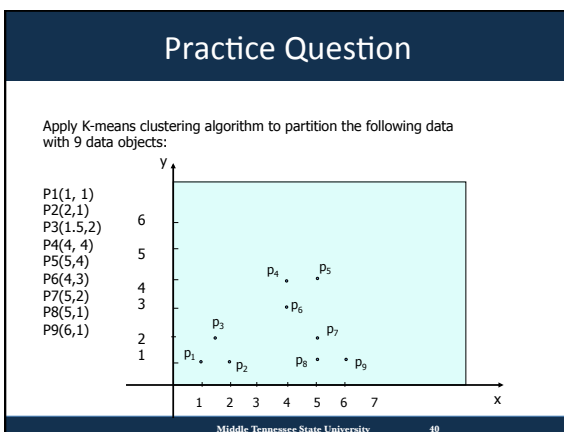 Practice Question
Apply K-means clustering algorithm to partition the following data
with 9 data objects:
y
P1(1, 1)
P2(2,1)
P3(1.5,2)
P4(4, 4)
P5(5,4)
P6(4,3)
P7(5,2)
P8(5,1)
P9(6,1)
6
5
4
3
2
1
p4 p5
p6
p3
p7
p1 p2 p8 p9
1 2 3 4 5 6 7 x
Middle Tennessee State University 40